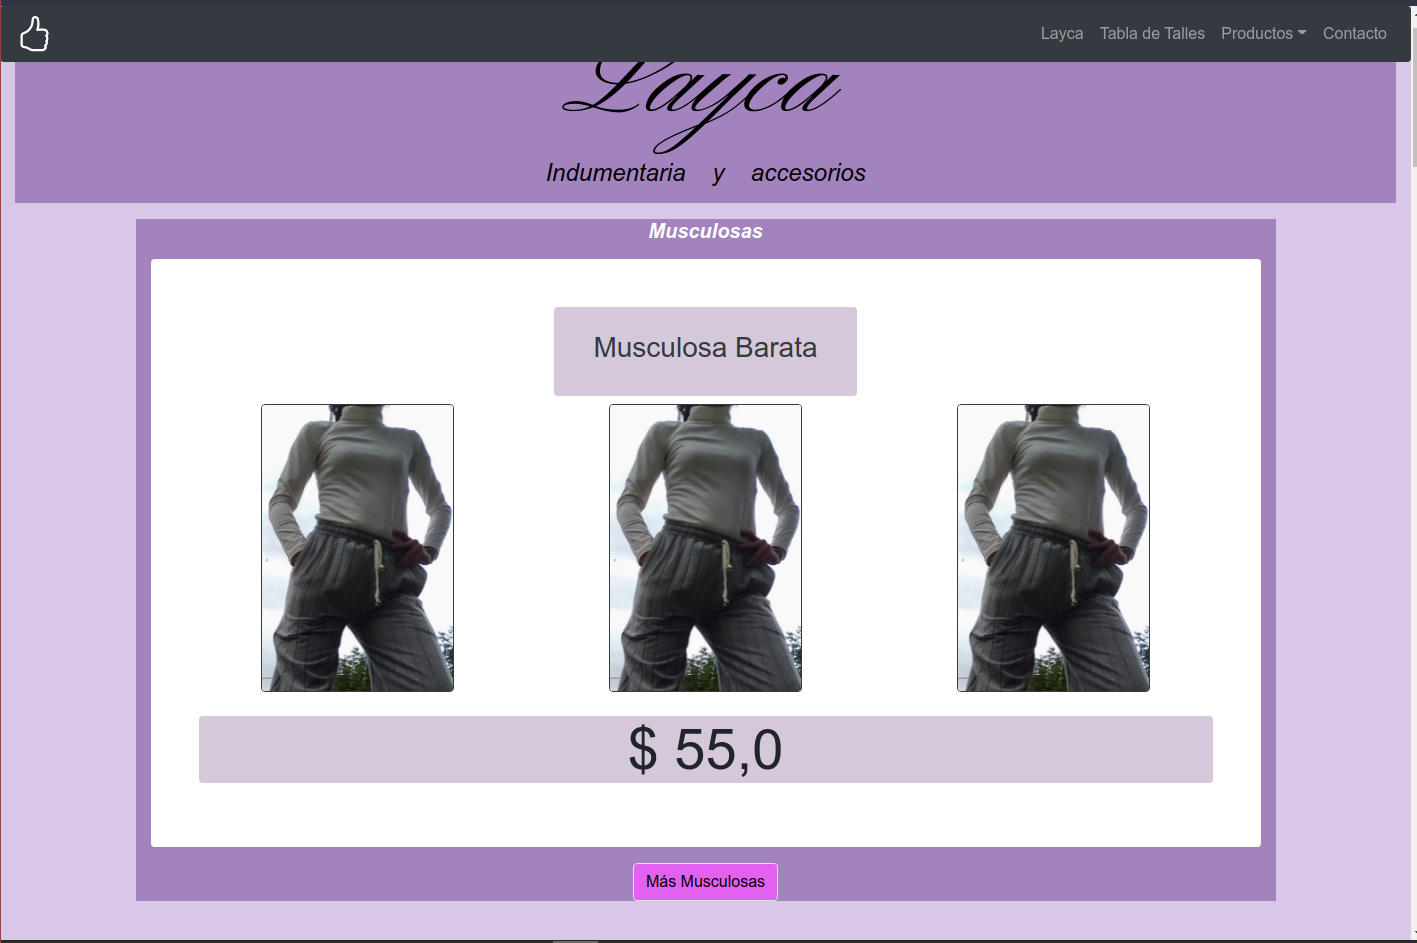 Layca Tabla de Talles Productos Contacto
Layca
Indumentaria y accesorios
Musculosas
Musculosa Barata
$ 55,0
Más Musculosas